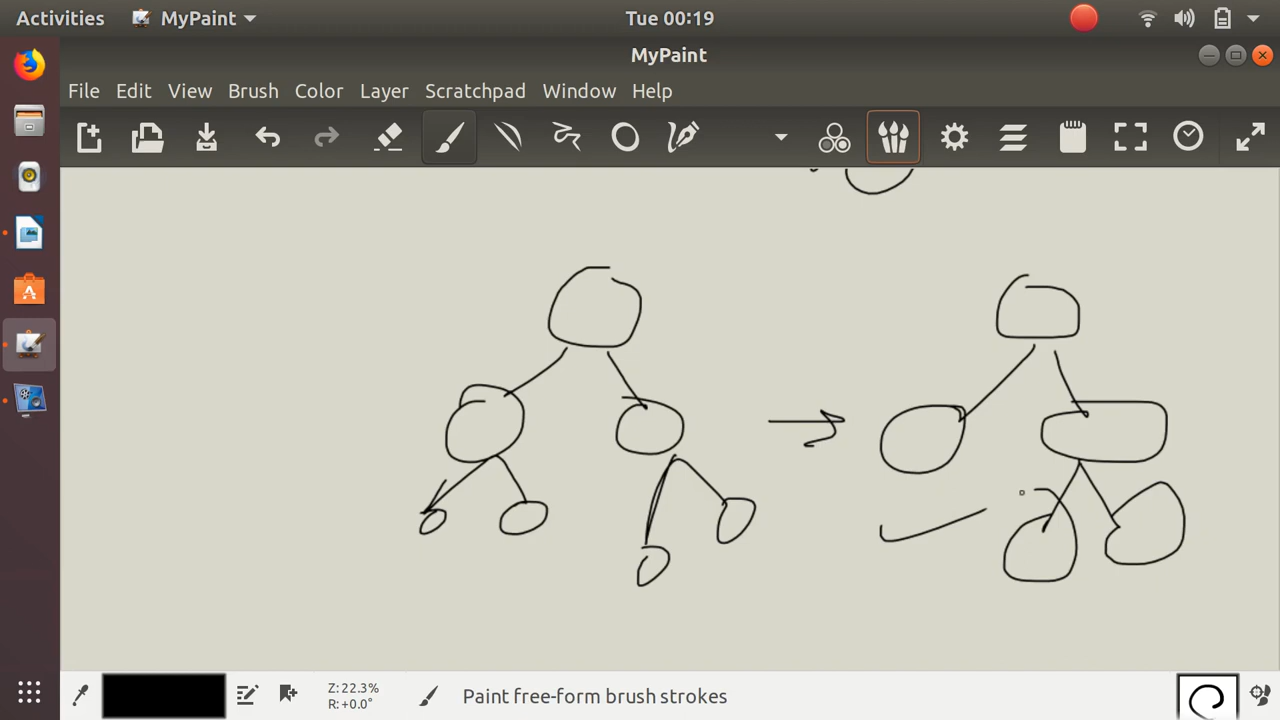 Activities MyPaint Tue 00:19
MyPaint
File Edit View Brush Color Layer Scratchpad Window Help
Z: 22.3%
R: +0.0°
Paint free-form brush strokes